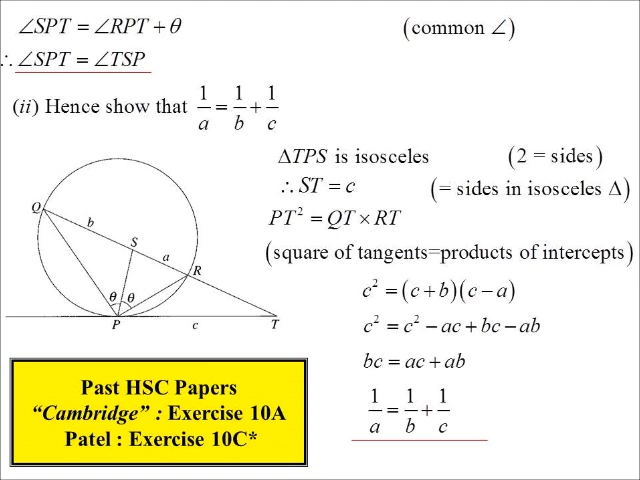 ∠SPT = ∠RPT + θ (common ∠)
∴ ∠SPT = ∠TSP
(ii) Hence show that 1/a = 1/b + 1/c
ΔTPS is isosceles (2 = sides)
∴ ST = c (= sides in isosceles Δ)
PT² = QT × RT
(square of tangents=products of intercepts)
c² = (c + b)(c − a)
c² = c² − ac + bc − ab
bc = ac + ab
1/a = 1/b + 1/c
Q
b
S
a
R
θ θ
P c T
Past HSC Papers
“Cambridge” : Exercise 10A
Patel : Exercise 10C*